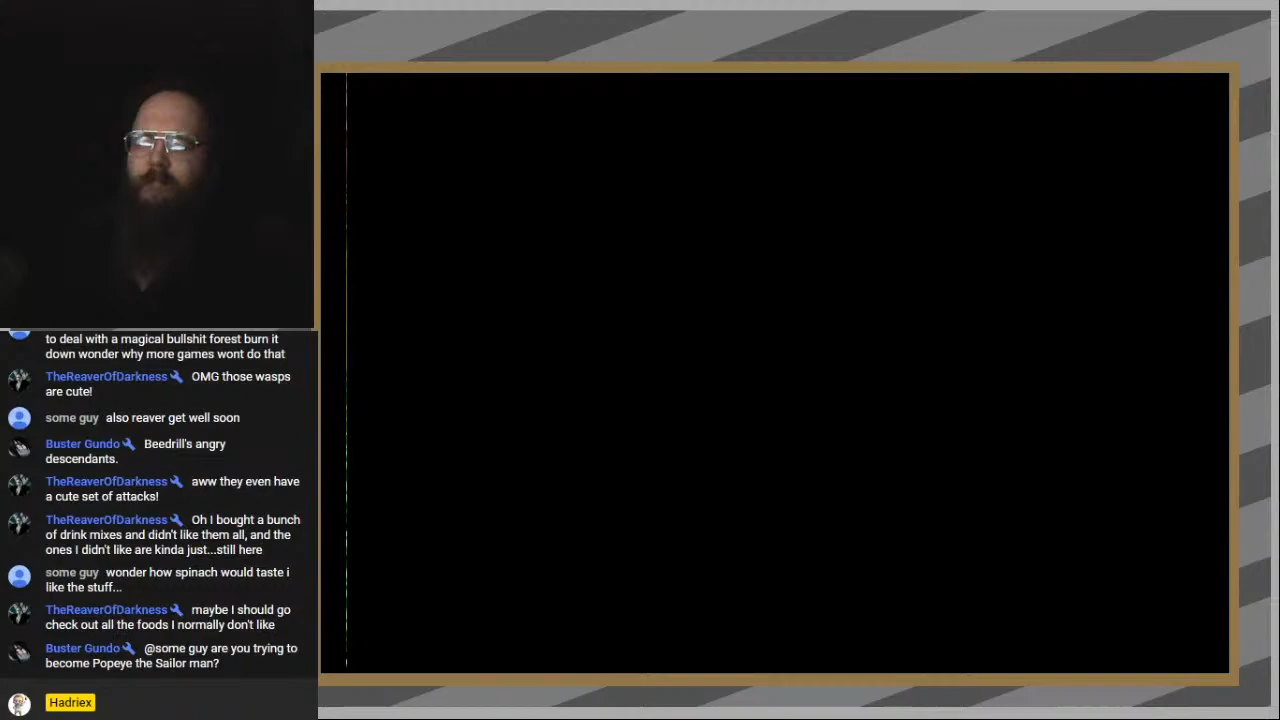 to deal with a magical bullshit forest burn it
down wonder why more games wont do that
TheReaverOfDarkness OMG those wasps
are cute!
some guy also reaver get well soon
Buster Gundo Beedrill's angry
descendants.
TheReaverOfDarkness aww they even have
a cute set of attacks!
TheReaverOfDarkness Oh I bought a bunch
of drink mixes and didn't like them all, and the
ones I didn't like are kinda just...still here
some guy wonder how spinach would taste i
like the stuff...
TheReaverOfDarkness maybe I should go
check out all the foods I normally don't like
Buster Gundo @some guy are you trying to
become Popeye the Sailor man?
Hadriex